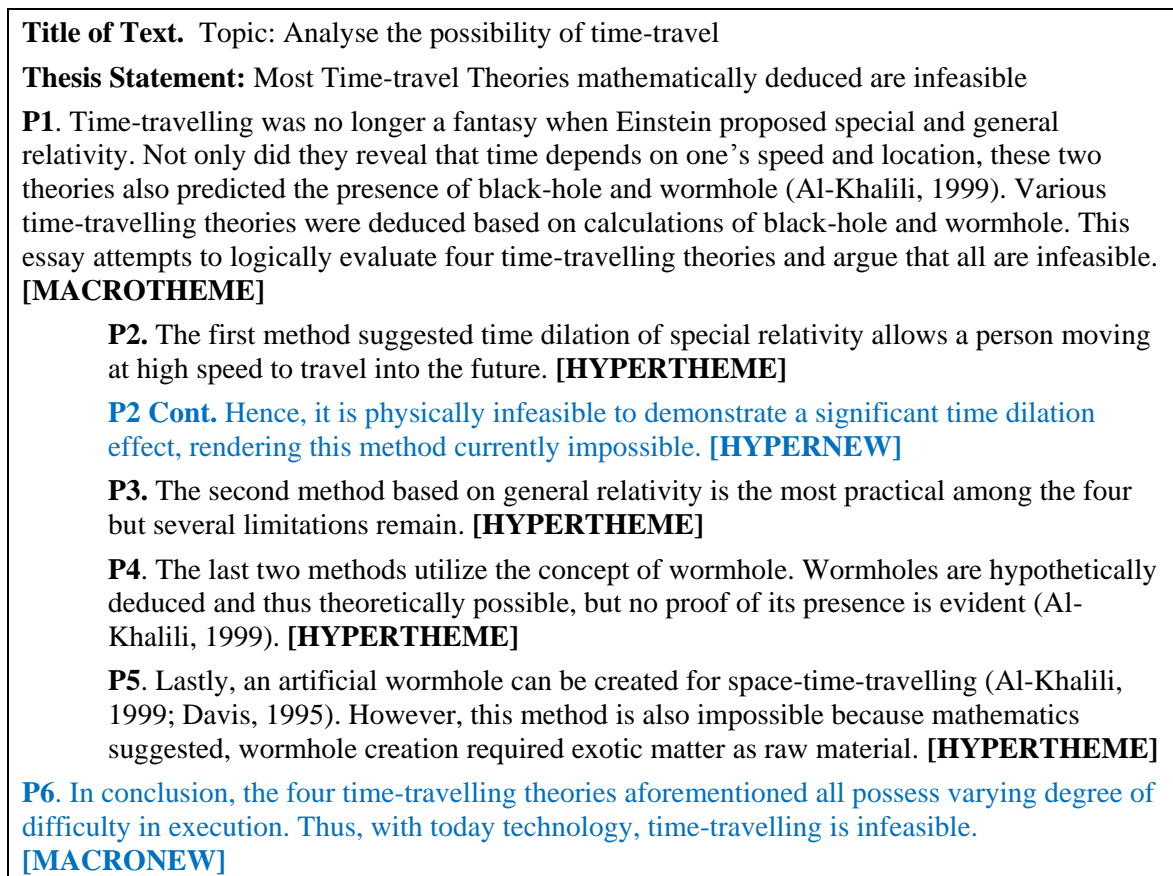 Title of Text.  Topic: Analyse the possibility of time-travel
Thesis Statement: Most Time-travel Theories mathematically deduced are infeasible
P1. Time-travelling was no longer a fantasy when Einstein proposed special and general
relativity. Not only did they reveal that time depends on one’s speed and location, these two
theories also predicted the presence of black-hole and wormhole (Al-Khalili, 1999). Various
time-travelling theories were deduced based on calculations of black-hole and wormhole. This
essay attempts to logically evaluate four time-travelling theories and argue that all are infeasible.
[MACROTHEME]
P2. The first method suggested time dilation of special relativity allows a person moving
at high speed to travel into the future. [HYPERTHEME]
P2 Cont. Hence, it is physically infeasible to demonstrate a significant time dilation
effect, rendering this method currently impossible. [HYPERNEW]
P3. The second method based on general relativity is the most practical among the four
but several limitations remain. [HYPERTHEME]
P4. The last two methods utilize the concept of wormhole. Wormholes are hypothetically
deduced and thus theoretically possible, but no proof of its presence is evident (Al-
Khalili, 1999). [HYPERTHEME]
P5. Lastly, an artificial wormhole can be created for space-time-travelling (Al-Khalili,
1999; Davis, 1995). However, this method is also impossible because mathematics
suggested, wormhole creation required exotic matter as raw material. [HYPERTHEME]
P6. In conclusion, the four time-travelling theories aforementioned all possess varying degree of
difficulty in execution. Thus, with today technology, time-travelling is infeasible.
[MACRONEW]